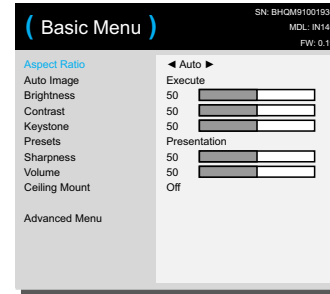 SN: BHQM9100193
( Basic Menu )
MDL: IN14
FW: 0.1
Aspect Ratio ◄ Auto ►
Auto Image Execute
Brightness 50
Contrast 50
Keystone 50
Presets Presentation
Sharpness 50
Volume 50
Ceiling Mount Off
Advanced Menu